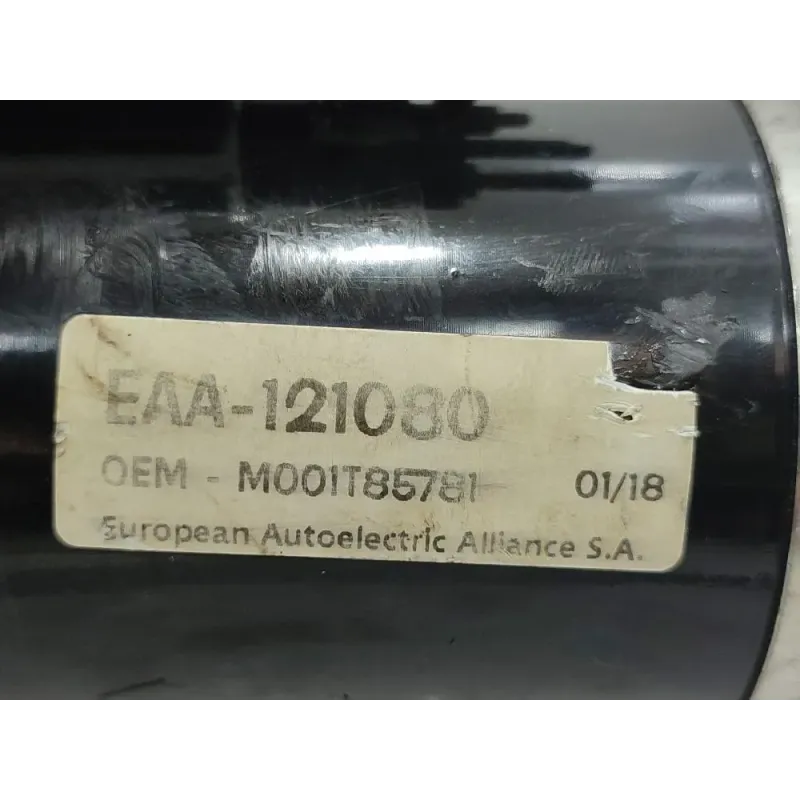 EAA-121080
OEM - M001T85781 01/18
European Autoelectric Alliance S.A.